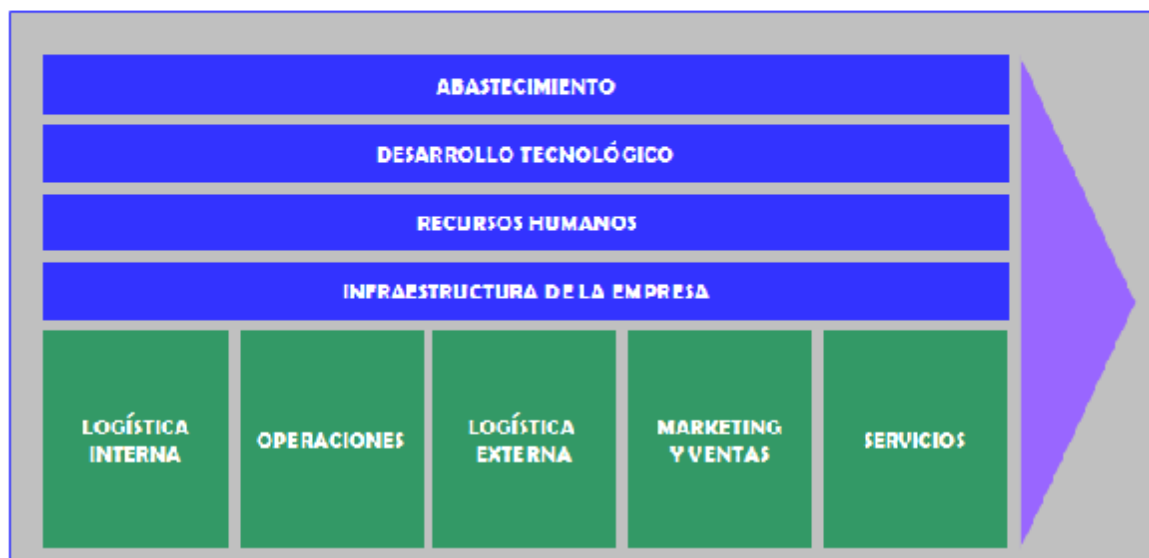 ABASTECIMIENTO
DESARROLLO TECNOLÓGICO
RECURSOS HUMANOS
INFRAESTRUCTURA DE LA EMPRESA
LOGÍSTICA
INTERNA
OPERACIONES
LOGÍSTICA
EXTERNA
MARKETING
Y VENTAS
SERVICIOS